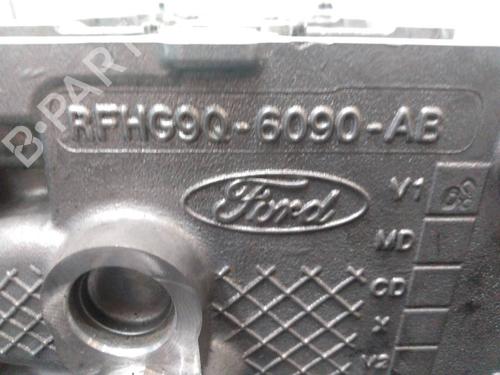 B-PARTS
RFHG9Q-6090-AB
Ford
V1
MD
CD
X
V2